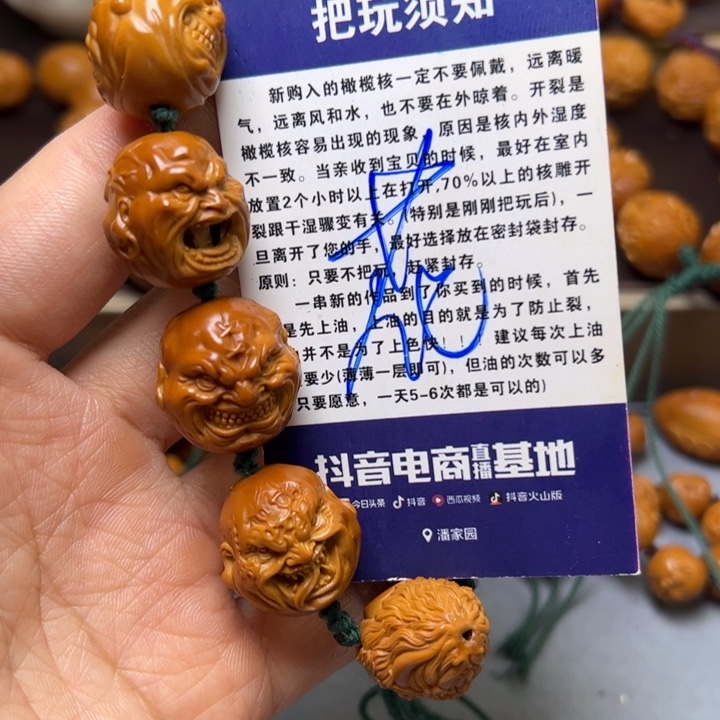 把玩须知
新购入的橄榄核一定不要佩戴，远离暖
气，远离风和水，也不要在外晾着。开裂是
橄榄核容易出现的现象，原因是核内外湿度
不一致。当亲收到宝贝的时候，最好在室内
放置2个小时以上在打开,70%以上的核雕开
裂跟干湿骤变有关。(特别是刚刚把玩后)，一
旦离开了您的手，最好选择放在密封袋封存。
原则：只要不把玩，赶紧封存。
一串新的作品到了你买到的时候，首先
是先上油，上油的目的就是为了防止裂，
并不是为了上色快！！！建议每次上油
要少(薄薄一层即可)，但油的次数可以多
只要愿意，一天5-6次都是可以的)
抖音电商直播基地
今日头条 抖音 西瓜视频 抖音火山版
潘家园